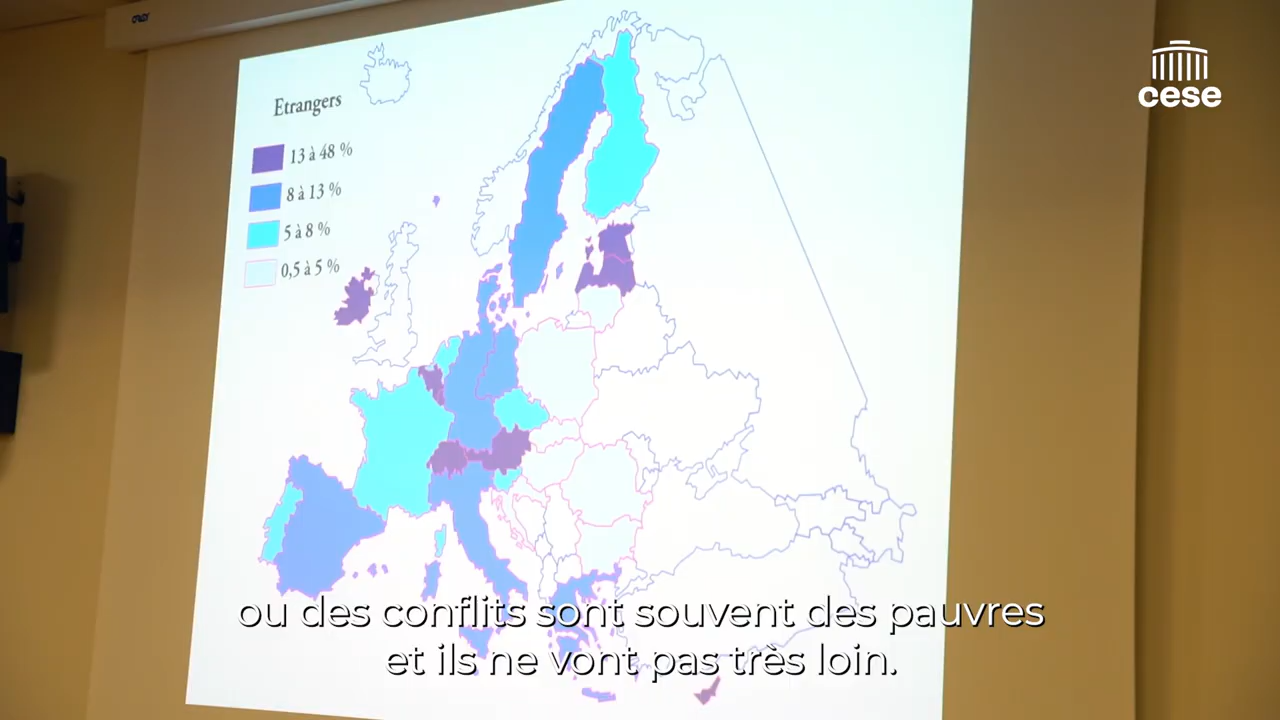 cese
Etrangers
13 à 48 %
8 à 13 %
5 à 8 %
0,5 à 5 %
ou des conflits sont souvent des pauvres
et ils ne vont pas très loin.